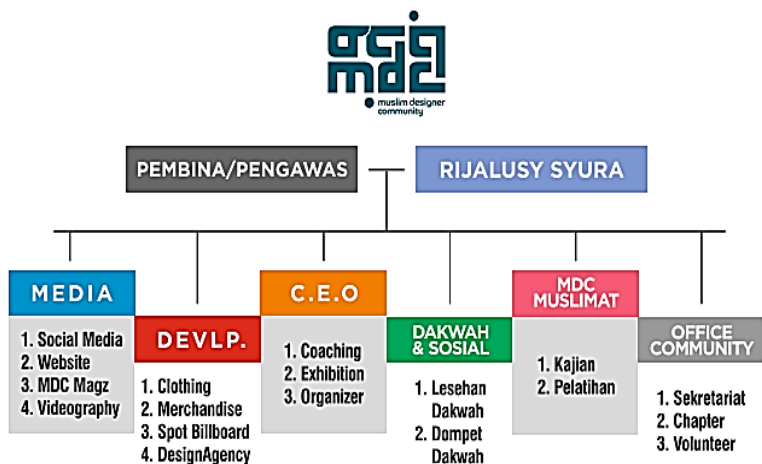 mdc
muslim designer
community
PEMBINA/PENGAWAS
RIJALUSY SYURA
MEDIA
1. Social Media
2. Website
3. MDC Magz
4. Videography
DEVLP.
1. Clothing
2. Merchandise
3. Spot Billboard
4. DesignAgency
C.E.O
1. Coaching
2. Exhibition
3. Organizer
DAKWAH
& SOSIAL
1. Lesehan
Dakwah
2. Dompet
Dakwah
MDC
MUSLIMAT
1. Kajian
2. Pelatihan
OFFICE
COMMUNITY
1. Sekretariat
2. Chapter
3. Volunteer